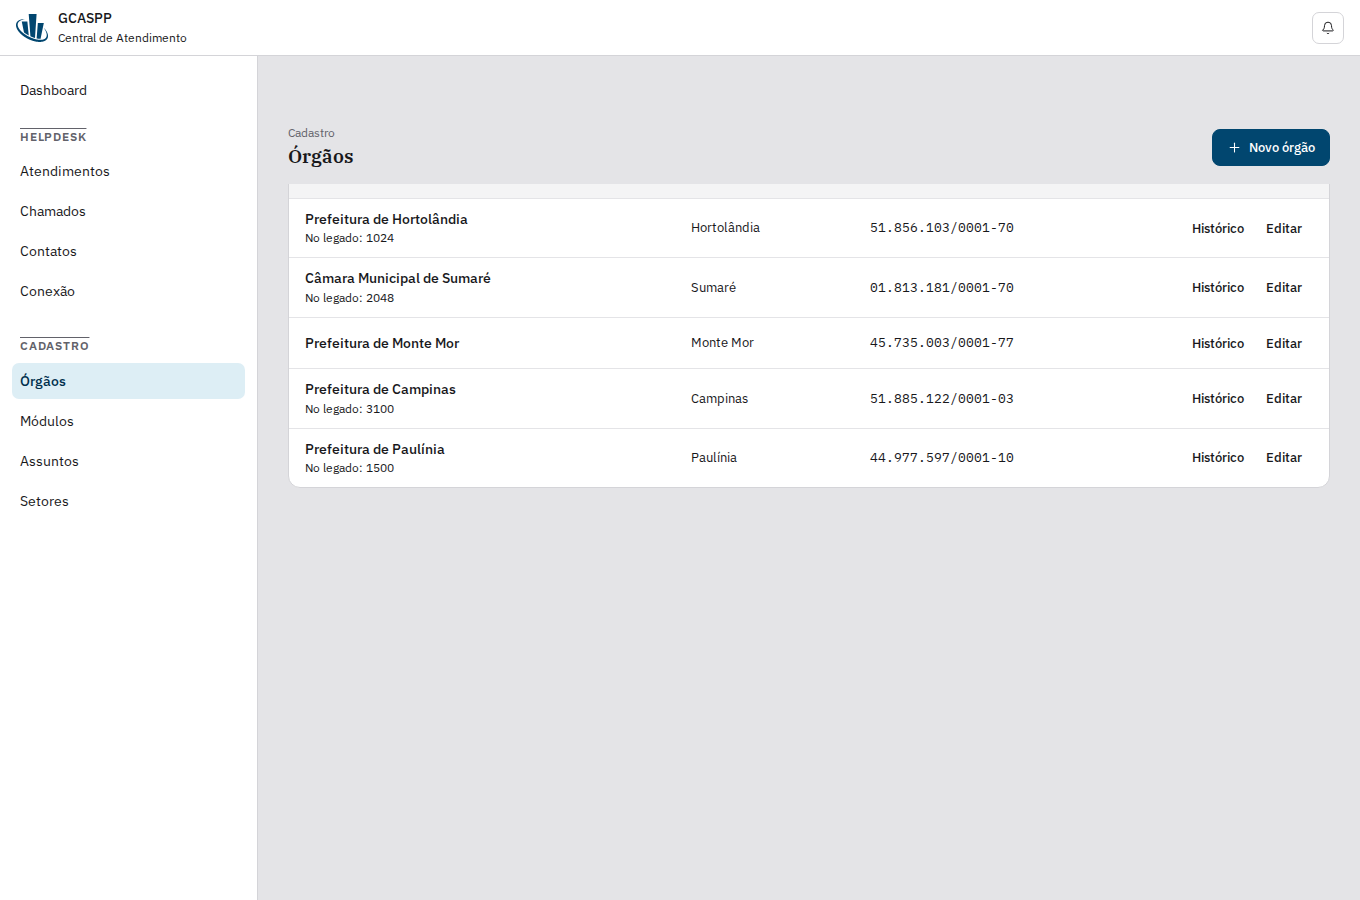 GCASPP
Central de Atendimento
Dashboard
HELPDESK
Atendimentos
Chamados
Contatos
Conexão
CADASTRO
Órgãos
Módulos
Assuntos
Setores
Cadastro
Órgãos
Novo órgão
Prefeitura de Hortolândia
No legado: 1024
Hortolândia
51.856.103/0001-70
Histórico Editar
Câmara Municipal de Sumaré
No legado: 2048
Sumaré
01.813.181/0001-70
Histórico Editar
Prefeitura de Monte Mor
Monte Mor
45.735.003/0001-77
Histórico Editar
Prefeitura de Campinas
No legado: 3100
Campinas
51.885.122/0001-03
Histórico Editar
Prefeitura de Paulínia
No legado: 1500
Paulínia
44.977.597/0001-10
Histórico Editar